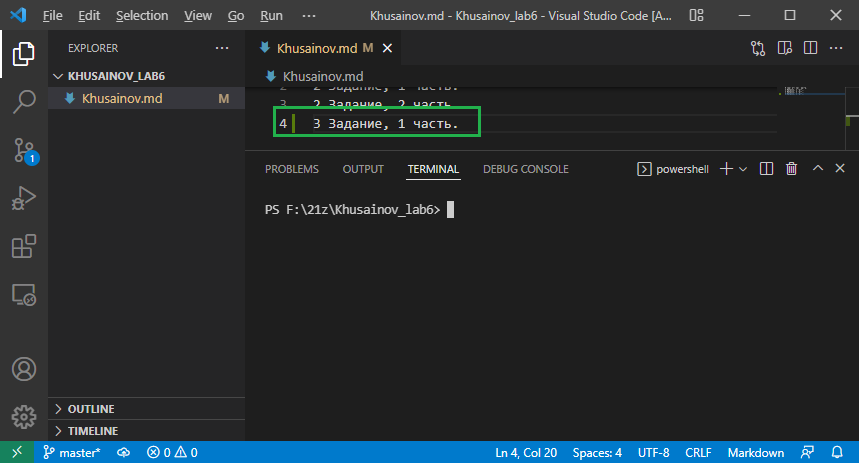 File Edit Selection View Go Run ··· Khusainov.md - Khusainov_lab6 - Visual Studio Code [A...
EXPLORER ···
KHUSAINOV_LAB6
Khusainov.md M
Khusainov.md M
Khusainov.md
2 2 Задание, 1 часть.
3 2 Задание, 2 часть.
4 3 Задание, 1 часть.
PROBLEMS OUTPUT TERMINAL DEBUG CONSOLE powershell
PS F:\21z\Khusainov_lab6>
1
OUTLINE
TIMELINE
master* 0 0 Ln 4, Col 20 Spaces: 4 UTF-8 CRLF Markdown